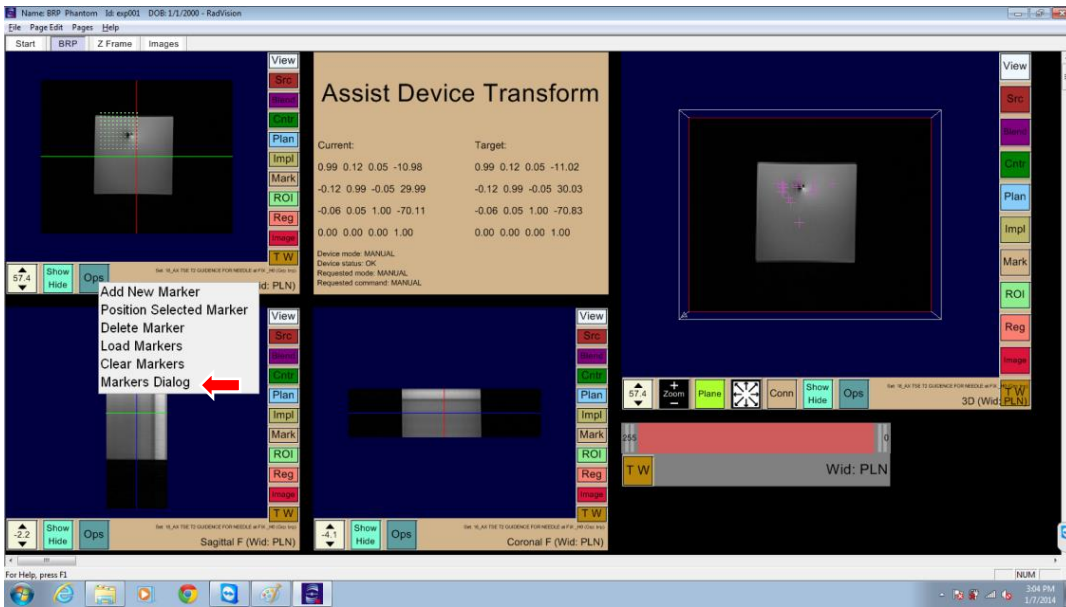 Name: BRP Phantom Id: exp001 DOB: 1/1/2000 - RadVision
File PageEdit Pages Help
Start BRP Z Frame Images
View
Src
Blend
Cntr
Plan
Impl
Mark
ROI
Reg
Image
T W
57.4
Show
Hide
Ops
id: PLN)
Add New Marker
Position Selected Marker
Delete Marker
Load Markers
Clear Markers
Markers Dialog
Assist Device Transform
Current: Target:
0.99 0.12 0.05 -10.98 0.99 0.12 0.05 -11.02
-0.12 0.99 -0.05 29.99 -0.12 0.99 -0.05 30.03
-0.06 0.05 1.00 -70.11 -0.06 0.05 1.00 -70.83
0.00 0.00 0.00 1.00 0.00 0.00 0.00 1.00
Device mode: MANUAL
Device status: OK
Requested mode: MANUAL
Requested command: MANUAL
View
Src
Blend
Cntr
Plan
Impl
Mark
ROI
Reg
Image
T W
57.4
Zoom
Plane
Conn
Show
Hide
Ops
3D (Wid: PLN)
View
Src
Blend
Cntr
Plan
Impl
Mark
ROI
Reg
Image
T W
-2.2
Show
Hide
Ops
Sagittal F (Wid: PLN)
View
Src
Blend
Cntr
Plan
Impl
Mark
ROI
Reg
Image
T W
-4.1
Show
Hide
Ops
Coronal F (Wid: PLN)
255
0
T W
Wid: PLN
For Help, press F1
NUM
3:04 PM
1/7/2014